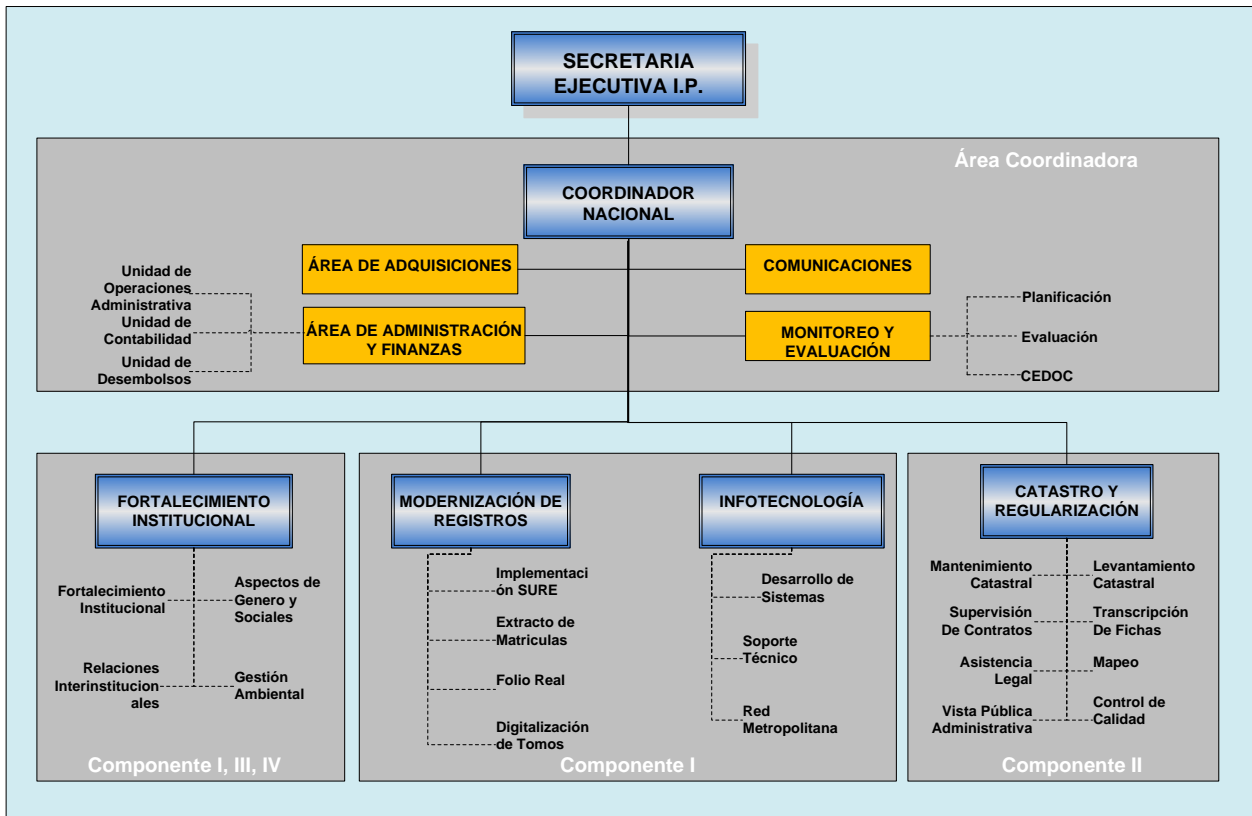 SECRETARIA
EJECUTIVA I.P.
Área Coordinadora
COORDINADOR
NACIONAL
ÁREA DE ADQUISICIONES
COMUNICACIONES
Unidad de
Operaciones
Administrativa
Unidad de
Contabilidad
Unidad de
Desembolsos
ÁREA DE ADMINISTRACIÓN
Y FINANZAS
MONITOREO Y
EVALUACIÓN
Planificación
Evaluación
CEDOC
FORTALECIMIENTO
INSTITUCIONAL
Fortalecimiento
Institucional
Aspectos de
Genero y
Sociales
Relaciones
Interinstitucion
ales
Gestión
Ambiental
Componente I, III, IV
MODERNIZACIÓN DE
REGISTROS
Implementaci
ón SURE
Extracto de
Matriculas
Folio Real
Digitalización
de Tomos
INFOTECNOLOGÍA
Desarrollo de
Sistemas
Soporte
Técnico
Red
Metropolitana
Componente I
CATASTRO Y
REGULARIZACIÓN
Mantenimiento
Catastral
Levantamiento
Catastral
Supervisión
De Contratos
Transcripción
De Fichas
Asistencia
Legal
Mapeo
Vista Pública
Administrativa
Control de
Calidad
Componente II